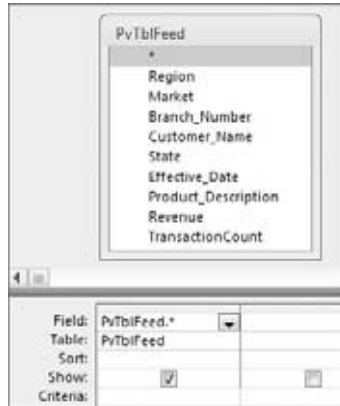 PvTblFeed
*
Region
Market
Branch_Number
Customer_Name
State
Effective_Date
Product_Description
Revenue
TransactionCount
Field: PvTblFeed.*
Table: PvTblFeed
Sort:
Show:
Criteria: